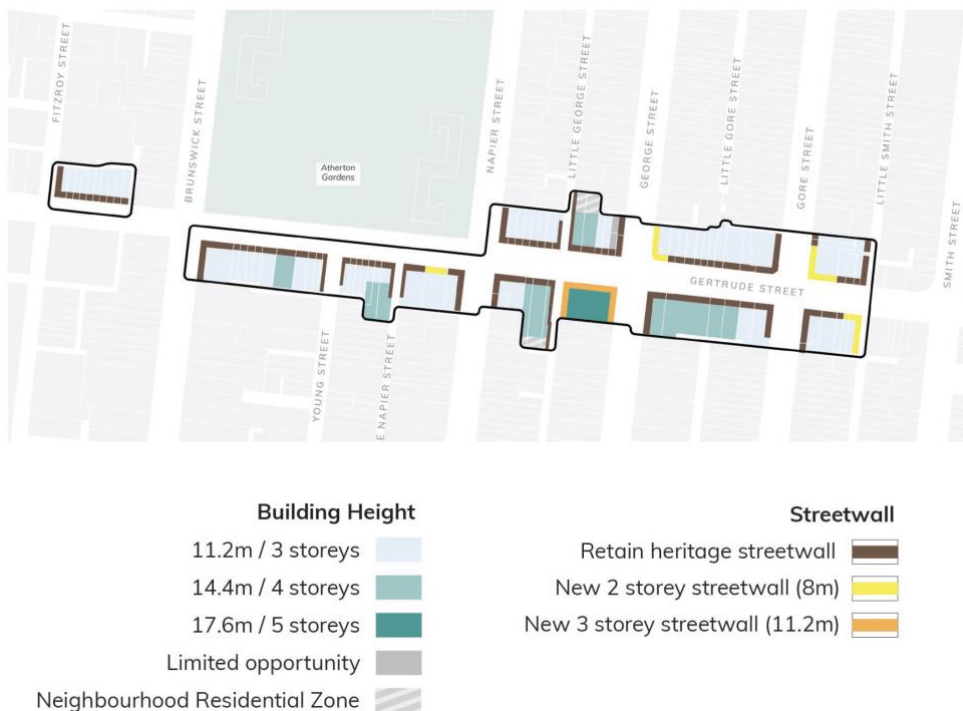 FITZROY STREET
BRUNSWICK STREET
Atherton
Gardens
NAPIER STREET
LITTLE GEORGE STREET
GEORGE STREET
LITTLE GORE STREET
GORE STREET
LITTLE SMITH STREET
SMITH STREET
GERTRUDE STREET
YOUNG STREET
E NAPIER STREET
Building Height
11.2m / 3 storeys
14.4m / 4 storeys
17.6m / 5 storeys
Limited opportunity
Neighbourhood Residential Zone
Streetwall
Retain heritage streetwall
New 2 storey streetwall (8m)
New 3 storey streetwall (11.2m)